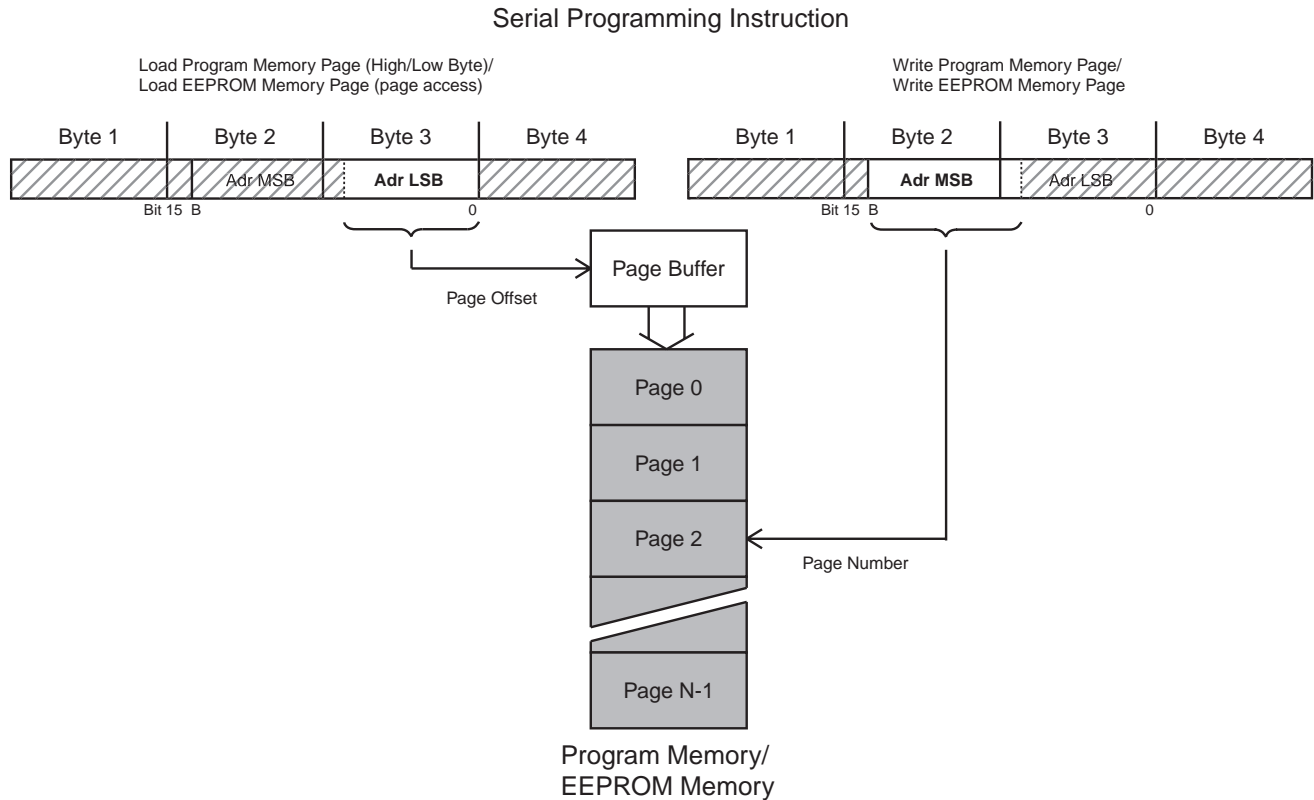 Serial Programming Instruction
Load Program Memory Page (High/Low Byte)/
Load EEPROM Memory Page (page access)
Byte 1 Byte 2 Byte 3 Byte 4
Adr MSB Adr LSB
Bit 15 B 0
Write Program Memory Page/
Write EEPROM Memory Page
Byte 1 Byte 2 Byte 3 Byte 4
Adr MSB Adr LSB
Bit 15 B 0
Page Buffer
Page Offset
Page 0
Page 1
Page 2
Page Number
Page N-1
Program Memory/
EEPROM Memory